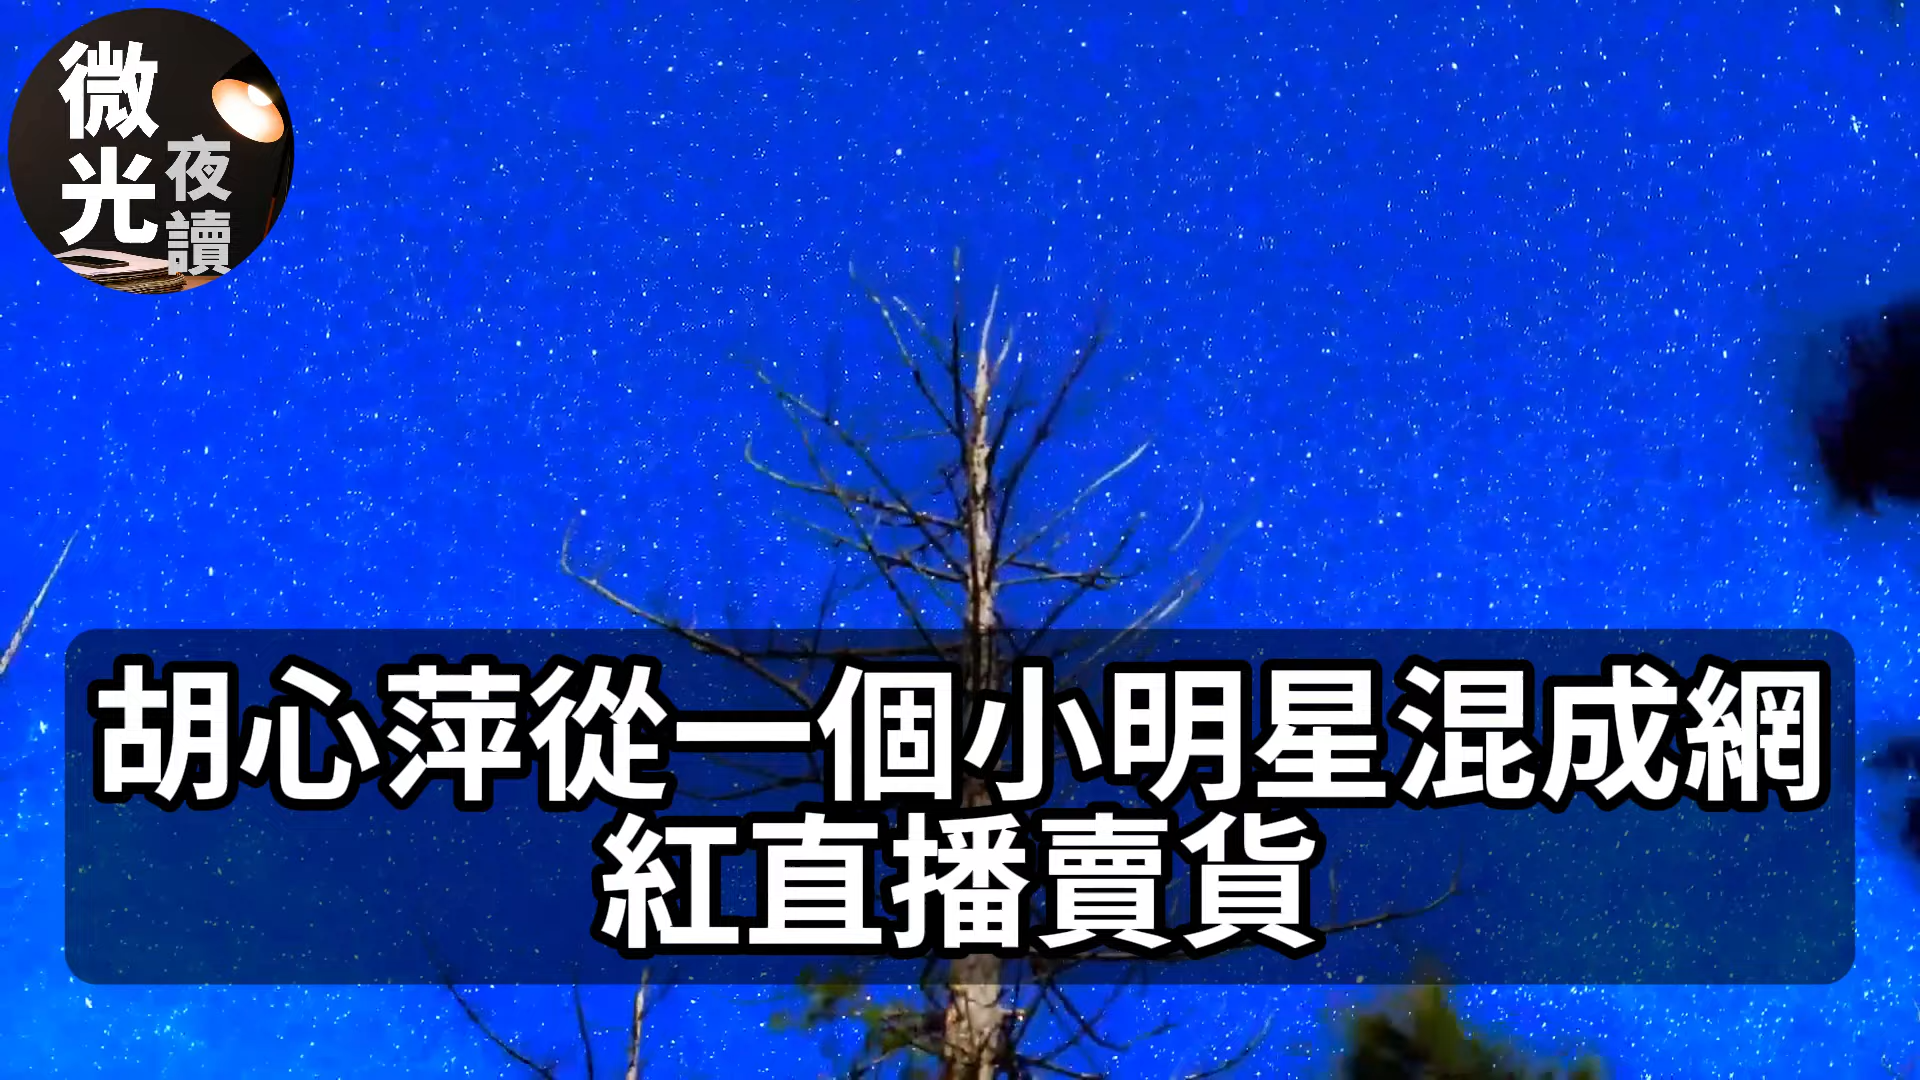 微光
夜讀
胡心萍從一個小明星混成網
紅直播賣貨